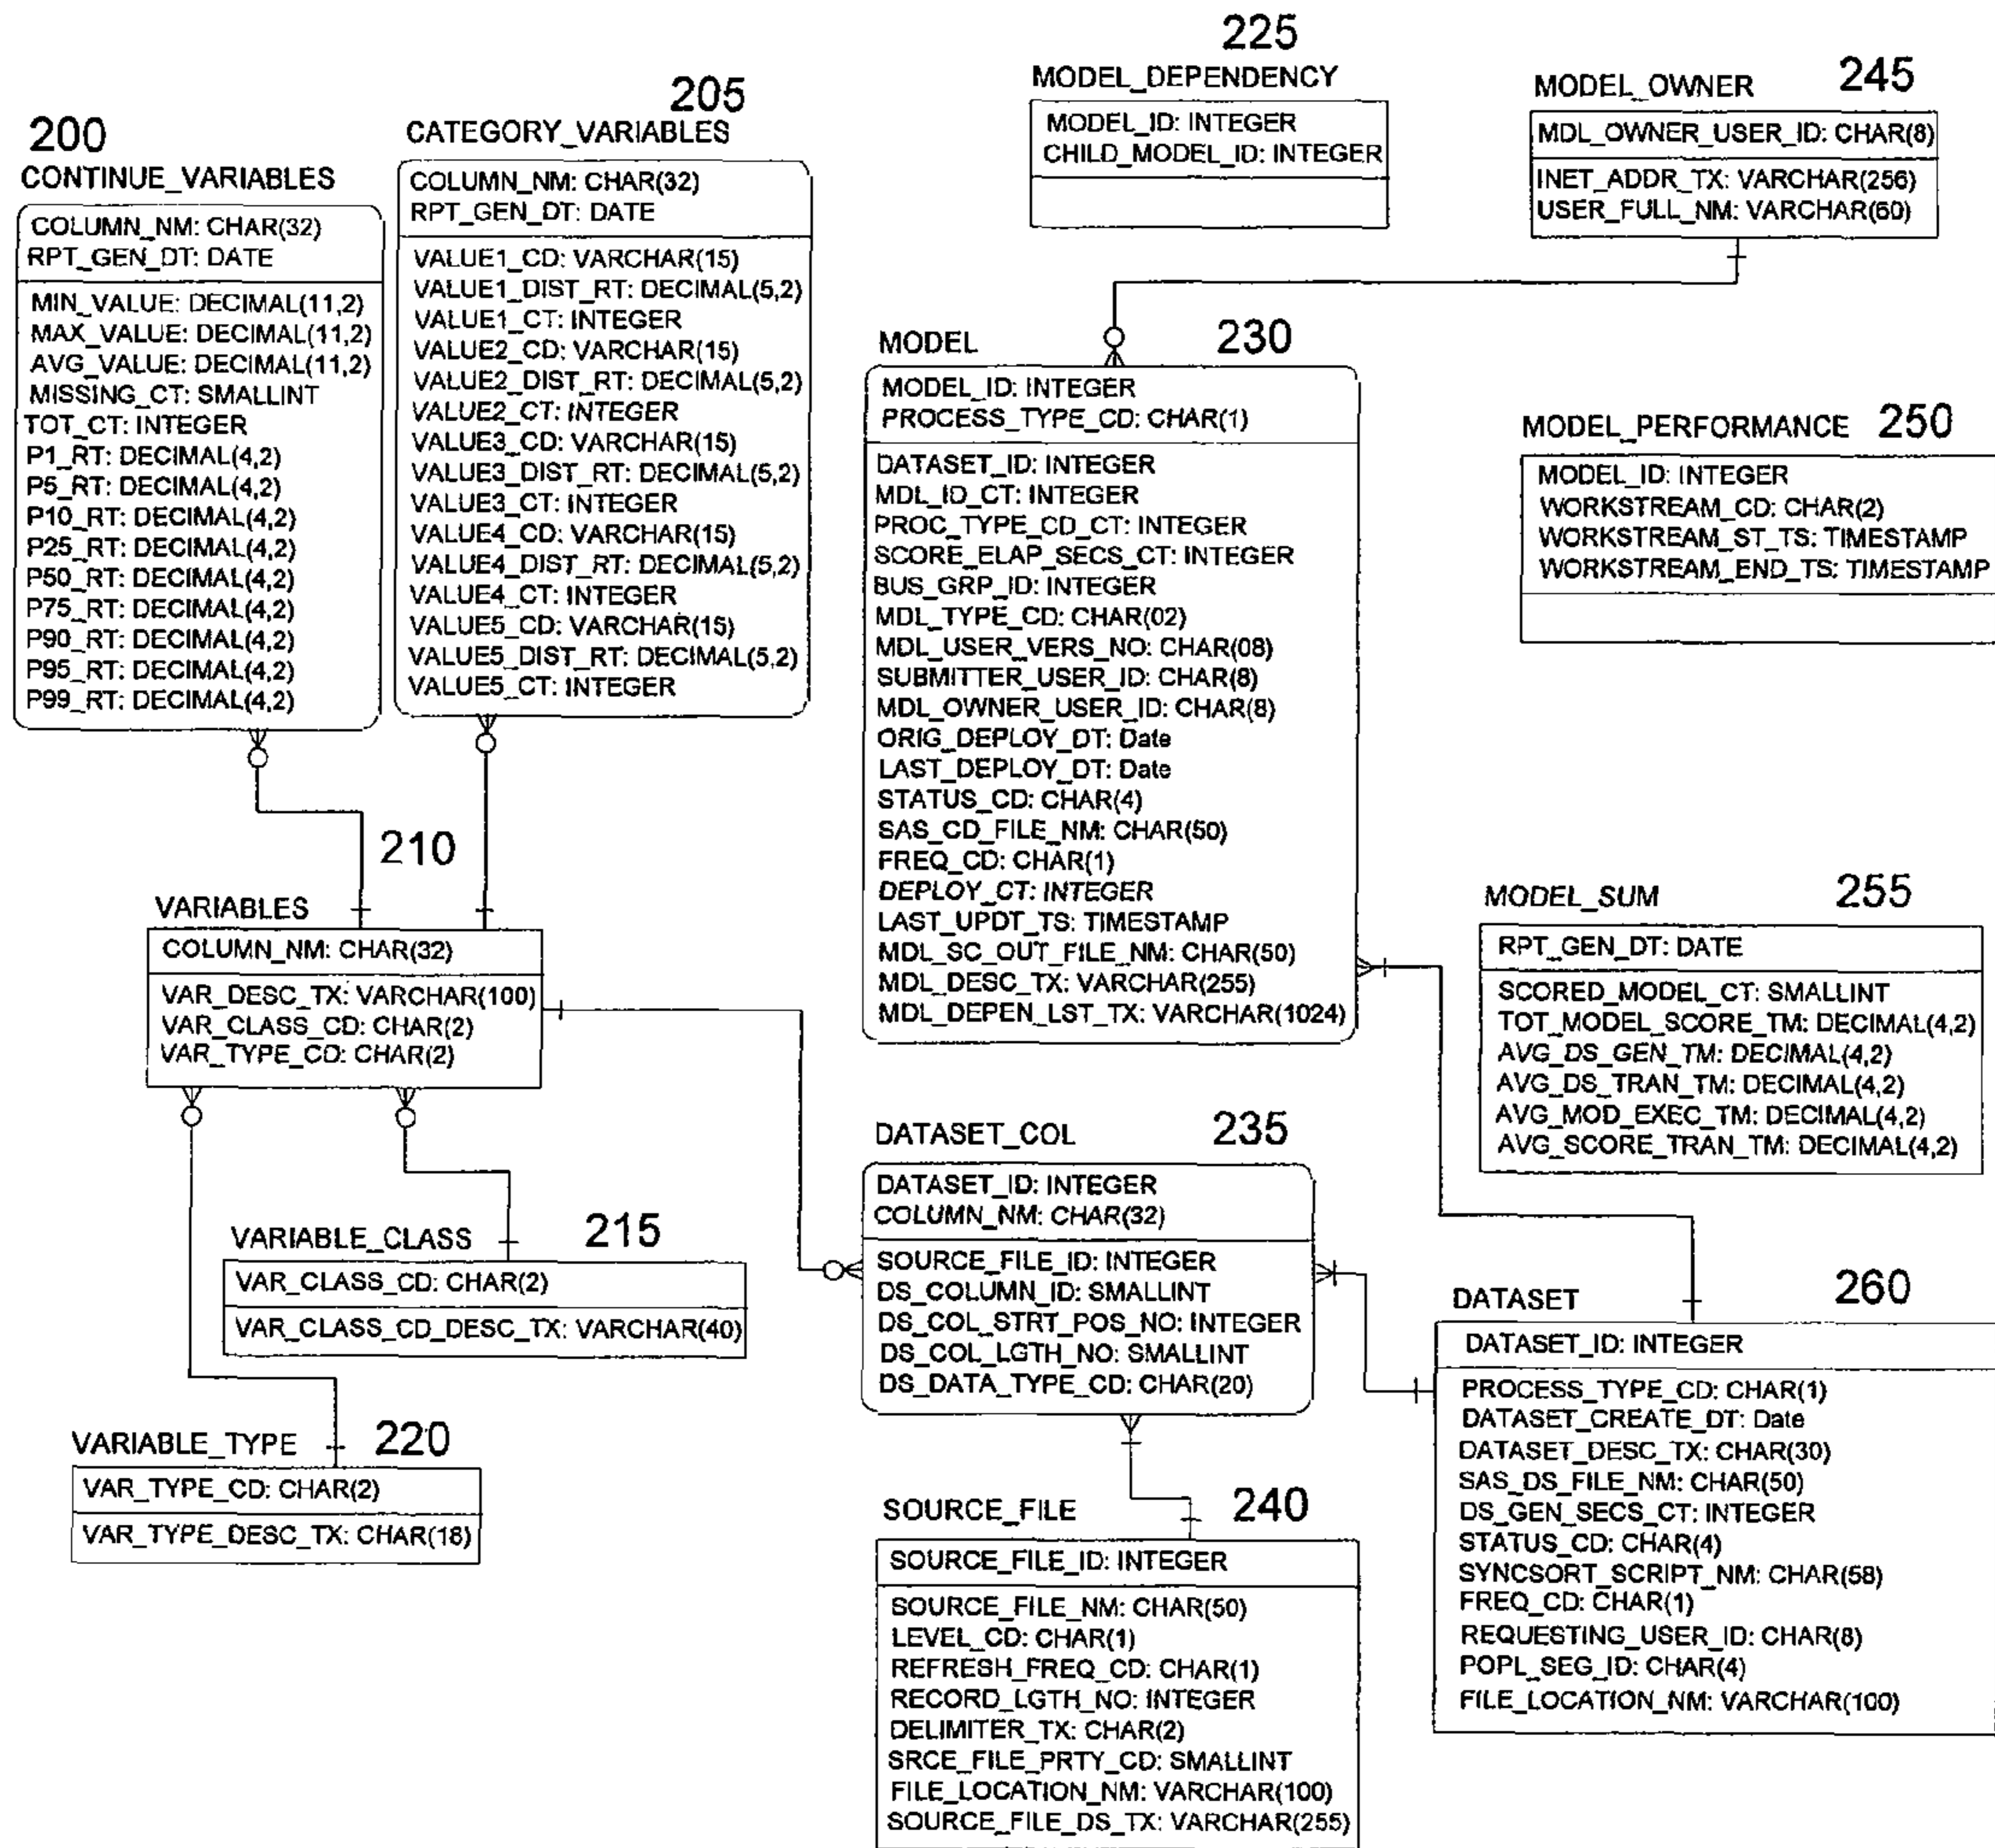 200
CONTINUE_VARIABLES
COLUMN_NM: CHAR(32)
RPT_GEN_DT: DATE
MIN_VALUE: DECIMAL(11,2)
MAX_VALUE: DECIMAL(11,2)
AVG_VALUE: DECIMAL(11,2)
MISSING_CT: SMALLINT
TOT_CT: INTEGER
P1_RT: DECIMAL(4,2)
P5_RT: DECIMAL(4,2)
P10_RT: DECIMAL(4,2)
P25_RT: DECIMAL(4,2)
P50_RT: DECIMAL(4,2)
P75_RT: DECIMAL(4,2)
P90_RT: DECIMAL(4,2)
P95_RT: DECIMAL(4,2)
P99_RT: DECIMAL(4,2)
205
CATEGORY_VARIABLES
COLUMN_NM: CHAR(32)
RPT_GEN_DT: DATE
VALUE1_CD: VARCHAR(15)
VALUE1_DIST_RT: DECIMAL(5,2)
VALUE1_CT: INTEGER
VALUE2_CD: VARCHAR(15)
VALUE2_DIST_RT: DECIMAL(5,2)
VALUE2_CT: INTEGER
VALUE3_CD: VARCHAR(15)
VALUE3_DIST_RT: DECIMAL(5,2)
VALUE3_CT: INTEGER
VALUE4_CD: VARCHAR(15)
VALUE4_DIST_RT: DECIMAL(5,2)
VALUE4_CT: INTEGER
VALUE5_CD: VARCHAR(15)
VALUE5_DIST_RT: DECIMAL(5,2)
VALUE5_CT: INTEGER
210
VARIABLES
COLUMN_NM: CHAR(32)
VAR_DESC_TX: VARCHAR(100)
VAR_CLASS_CD: CHAR(2)
VAR_TYPE_CD: CHAR(2)
VARIABLE_CLASS 215
VAR_CLASS_CD: CHAR(2)
VAR_CLASS_CD_DESC_TX: VARCHAR(40)
VARIABLE_TYPE 220
VAR_TYPE_CD: CHAR(2)
VAR_TYPE_DESC_TX: CHAR(18)
225
MODEL_DEPENDENCY
MODEL_ID: INTEGER
CHILD_MODEL_ID: INTEGER
MODEL 230
MODEL_ID: INTEGER
PROCESS_TYPE_CD: CHAR(1)
DATASET_ID: INTEGER
MDL_ID_CT: INTEGER
PROC_TYPE_CD_CT: INTEGER
SCORE_ELAP_SECS_CT: INTEGER
BUS_GRP_ID: INTEGER
MDL_TYPE_CD: CHAR(02)
MDL_USER_VERS_NO: CHAR(08)
SUBMITTER_USER_ID: CHAR(8)
MDL_OWNER_USER_ID: CHAR(8)
ORIG_DEPLOY_DT: Date
LAST_DEPLOY_DT: Date
STATUS_CD: CHAR(4)
SAS_CD_FILE_NM: CHAR(50)
FREQ_CD: CHAR(1)
DEPLOY_CT: INTEGER
LAST_UPDT_TS: TIMESTAMP
MDL_SC_OUT_FILE_NM: CHAR(50)
MDL_DESC_TX: VARCHAR(255)
MDL_DEPEN_LST_TX: VARCHAR(1024)
DATASET_COL 235
DATASET_ID: INTEGER
COLUMN_NM: CHAR(32)
SOURCE_FILE_ID: INTEGER
DS_COLUMN_ID: SMALLINT
DS_COL_STRT_POS_NO: INTEGER
DS_COL_LGTH_NO: SMALLINT
DS_DATA_TYPE_CD: CHAR(20)
SOURCE_FILE 240
SOURCE_FILE_ID: INTEGER
SOURCE_FILE_NM: CHAR(50)
LEVEL_CD: CHAR(1)
REFRESH_FREQ_CD: CHAR(1)
RECORD_LGTH_NO: INTEGER
DELIMITER_TX: CHAR(2)
SRCE_FILE_PRTY_CD: SMALLINT
FILE_LOCATION_NM: VARCHAR(100)
SOURCE_FILE_DS_TX: VARCHAR(255)
MODEL_OWNER 245
MDL_OWNER_USER_ID: CHAR(8)
INET_ADDR_TX: VARCHAR(256)
USER_FULL_NM: VARCHAR(60)
MODEL_PERFORMANCE 250
MODEL_ID: INTEGER
WORKSTREAM_CD: CHAR(2)
WORKSTREAM_ST_TS: TIMESTAMP
WORKSTREAM_END_TS: TIMESTAMP
MODEL_SUM 255
RPT_GEN_DT: DATE
SCORED_MODEL_CT: SMALLINT
TOT_MODEL_SCORE_TM: DECIMAL(4,2)
AVG_DS_GEN_TM: DECIMAL(4,2)
AVG_DS_TRAN_TM: DECIMAL(4,2)
AVG_MOD_EXEC_TM: DECIMAL(4,2)
AVG_SCORE_TRAN_TM: DECIMAL(4,2)
DATASET 260
DATASET_ID: INTEGER
PROCESS_TYPE_CD: CHAR(1)
DATASET_CREATE_DT: Date
DATASET_DESC_TX: CHAR(30)
SAS_DS_FILE_NM: CHAR(50)
DS_GEN_SECS_CT: INTEGER
STATUS_CD: CHAR(4)
SYNCSORT_SCRIPT_NM: CHAR(58)
FREQ_CD: CHAR(1)
REQUESTING_USER_ID: CHAR(8)
POPL_SEG_ID: CHAR(4)
FILE_LOCATION_NM: VARCHAR(100)